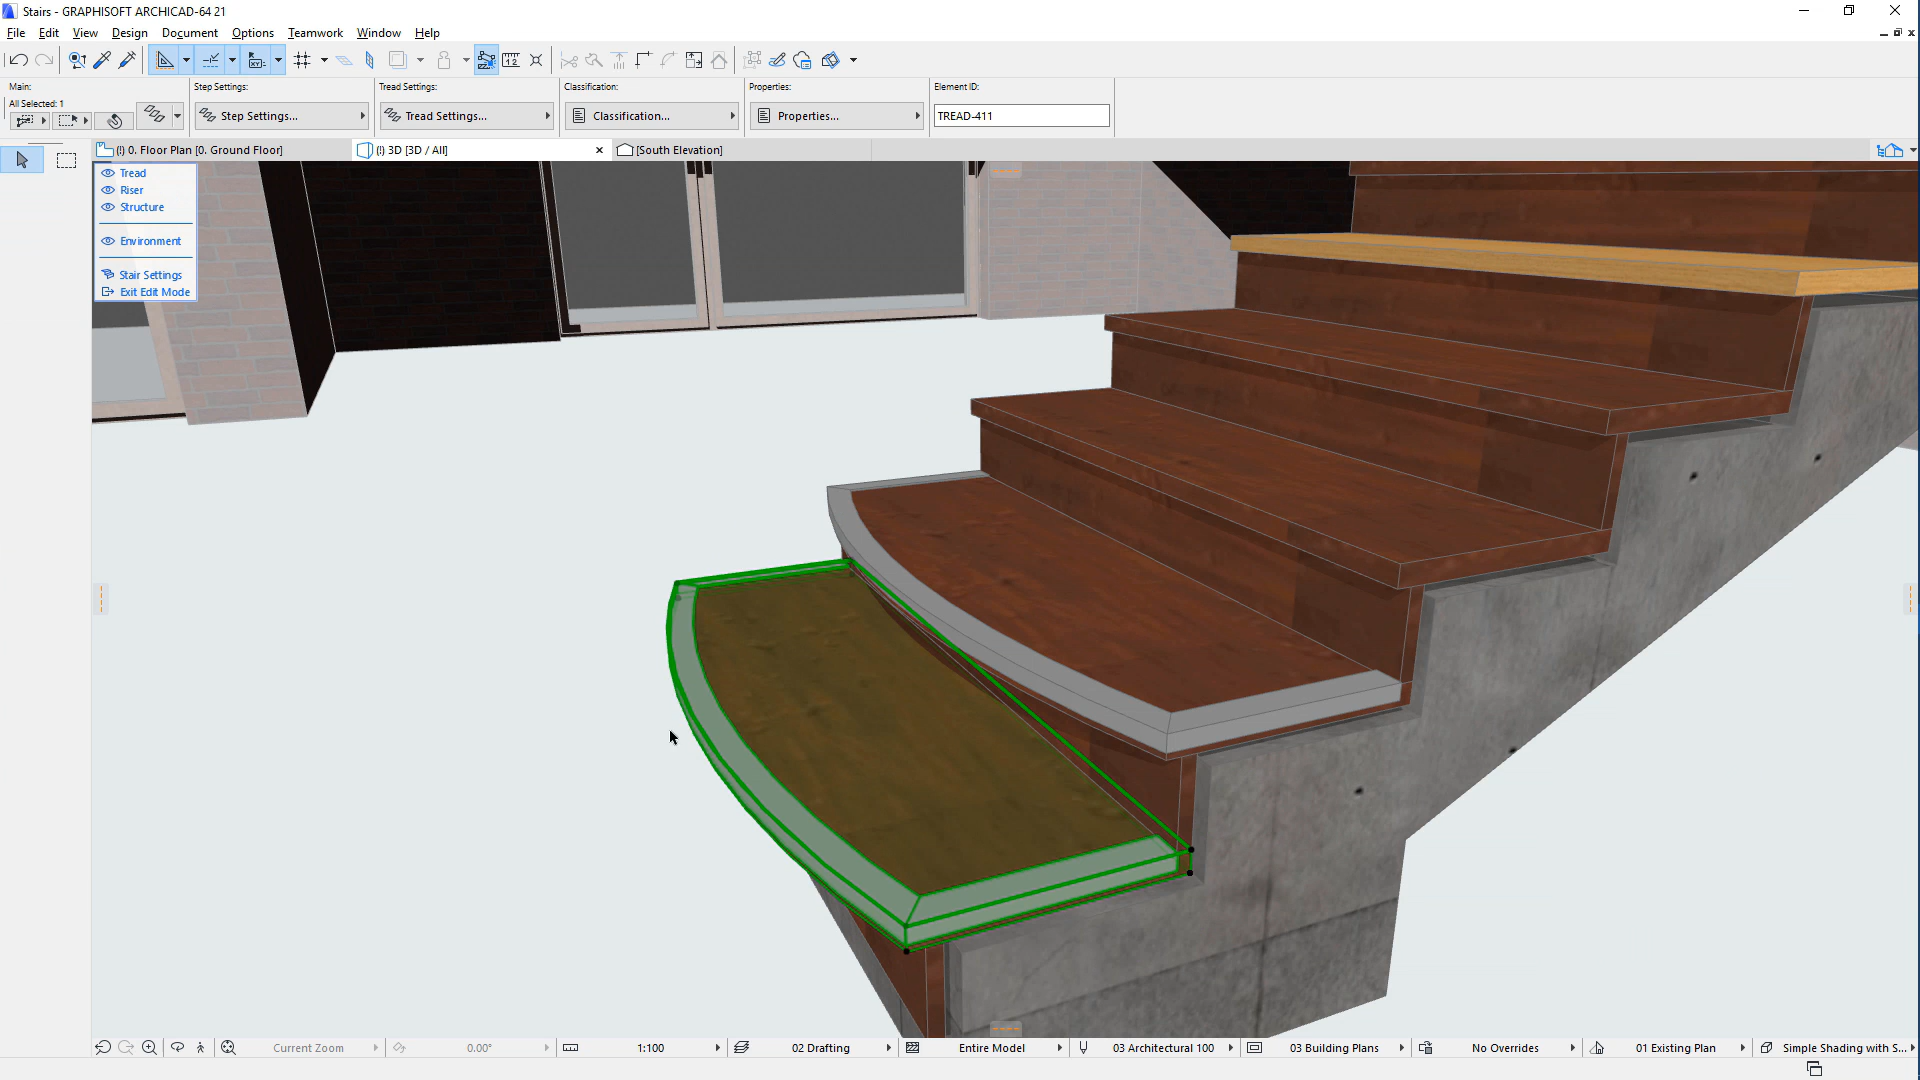 Stairs - GRAPHISOFT ARCHICAD-64 21
File Edit View Design Document Options Teamwork Window Help
Main: Step Settings: Tread Settings: Classification: Properties: Element ID:
All Selected: 1
Step Settings... Tread Settings... Classification... Properties... TREAD-411
(!) 0. Floor Plan [0. Ground Floor] (!) 3D [3D / All] [South Elevation]
Tread
Riser
Structure
Environment
Stair Settings
Exit Edit Mode
Current Zoom 0.00° 1:100 02 Drafting Entire Model 03 Architectural 100 03 Building Plans No Overrides 01 Existing Plan Simple Shading with S...